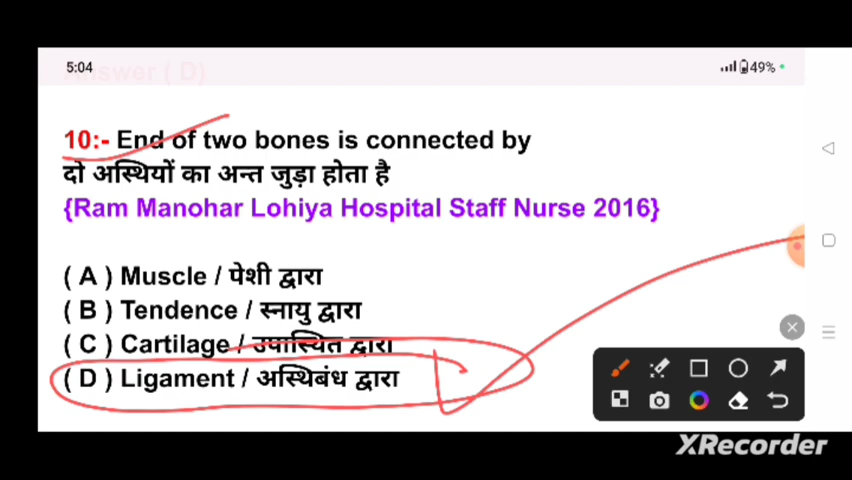 5:04
49%
Answer ( D)
10:- End of two bones is connected by
दो अस्थियों का अन्त जुड़ा होता है
{Ram Manohar Lohiya Hospital Staff Nurse 2016}
( A ) Muscle / पेशी द्वारा
( B ) Tendence / स्नायु द्वारा
( C ) Cartilage / उपास्थित द्वारा
( D ) Ligament / अस्थिबंध द्वारा
XRecorder